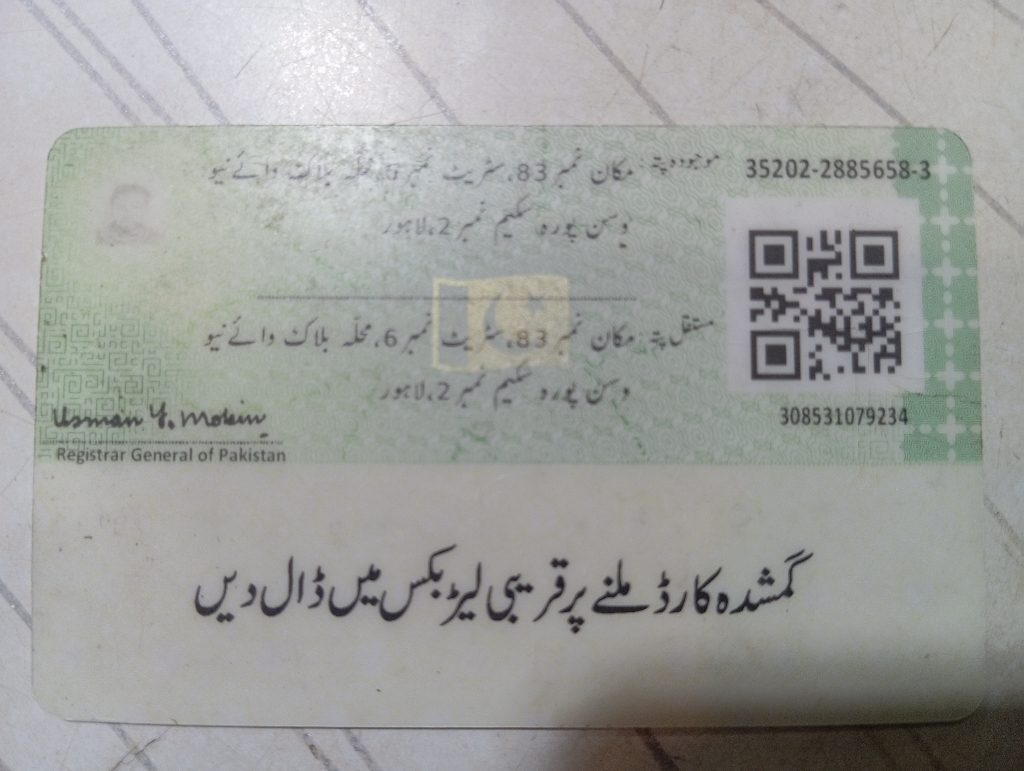 موجودہ پتہ: مکان نمبر 83، سٹریٹ نمبر 6، محلہ بلاک وائے نیو
وسن پورہ سکیم نمبر 2، لاہور
35202-2885658-3
مستقل پتہ: مکان نمبر 83، سٹریٹ نمبر 6، محلّہ بلاک وائے نیو
وسن پورہ سکیم نمبر 2، لاہور
308531079234
Usman Y. Mobin
Registrar General of Pakistan
گمشدہ کارڈ ملنے پر قریبی لیٹر بکس میں ڈال دیں